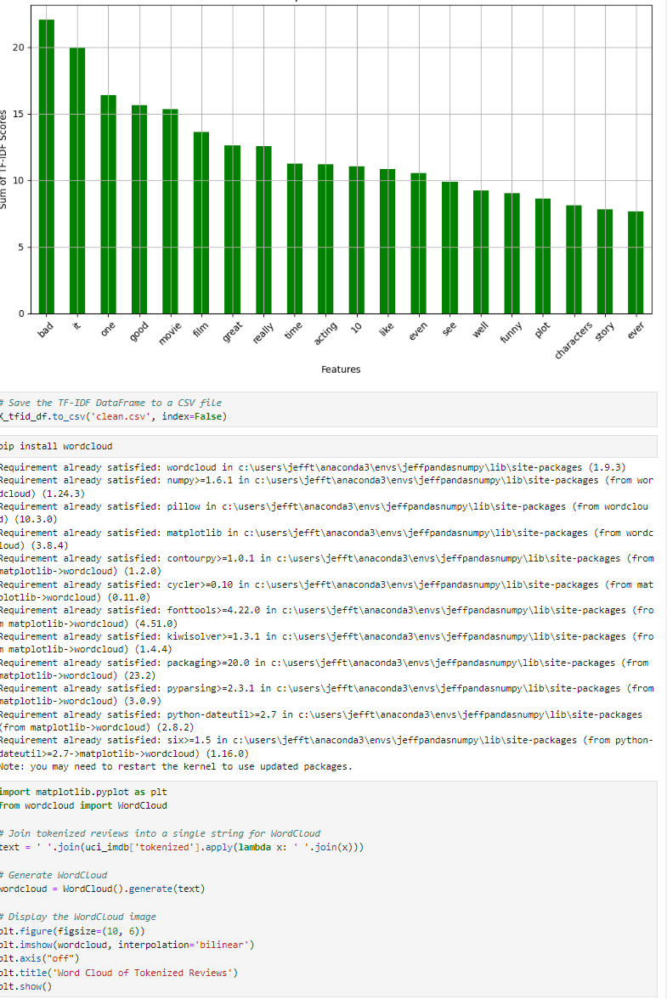 20
15
10
5
0
Sum of TF-IDF Scores
bad it one good movie film great really time acting 10 like even see well funny plot characters story ever
Features
# Save the TF-IDF DataFrame to a CSV file
X_tfid_df.to_csv('clean.csv', index=False)
pip install wordcloud
Requirement already satisfied: wordcloud in c:\users\jefft\anaconda3\envs\jeffpandasnumpy\lib\site-packages (1.9.3)
Requirement already satisfied: numpy>=1.6.1 in c:\users\jefft\anaconda3\envs\jeffpandasnumpy\lib\site-packages (from wor
dcloud) (1.24.3)
Requirement already satisfied: pillow in c:\users\jefft\anaconda3\envs\jeffpandasnumpy\lib\site-packages (from wordclou
d) (10.3.0)
Requirement already satisfied: matplotlib in c:\users\jefft\anaconda3\envs\jeffpandasnumpy\lib\site-packages (from wordc
loud) (3.8.4)
Requirement already satisfied: contourpy>=1.0.1 in c:\users\jefft\anaconda3\envs\jeffpandasnumpy\lib\site-packages (from
matplotlib->wordcloud) (1.2.0)
Requirement already satisfied: cycler>=0.10 in c:\users\jefft\anaconda3\envs\jeffpandasnumpy\lib\site-packages (from mat
plotlib->wordcloud) (0.11.0)
Requirement already satisfied: fonttools>=4.22.0 in c:\users\jefft\anaconda3\envs\jeffpandasnumpy\lib\site-packages (fro
m matplotlib->wordcloud) (4.51.0)
Requirement already satisfied: kiwisolver>=1.3.1 in c:\users\jefft\anaconda3\envs\jeffpandasnumpy\lib\site-packages (fro
m matplotlib->wordcloud) (1.4.4)
Requirement already satisfied: packaging>=20.0 in c:\users\jefft\anaconda3\envs\jeffpandasnumpy\lib\site-packages (from
matplotlib->wordcloud) (23.2)
Requirement already satisfied: pyparsing>=2.3.1 in c:\users\jefft\anaconda3\envs\jeffpandasnumpy\lib\site-packages (from
matplotlib->wordcloud) (3.0.9)
Requirement already satisfied: python-dateutil>=2.7 in c:\users\jefft\anaconda3\envs\jeffpandasnumpy\lib\site-packages
(from matplotlib->wordcloud) (2.8.2)
Requirement already satisfied: six>=1.5 in c:\users\jefft\anaconda3\envs\jeffpandasnumpy\lib\site-packages (from python-
dateutil>=2.7->matplotlib->wordcloud) (1.16.0)
Note: you may need to restart the kernel to use updated packages.
import matplotlib.pyplot as plt
from wordcloud import WordCloud
# Join tokenized reviews into a single string for WordCloud
text = ' '.join(uci_imdb['tokenized'].apply(lambda x: ' '.join(x)))
# Generate WordCloud
wordcloud = WordCloud().generate(text)
# Display the WordCloud image
plt.figure(figsize=(10, 6))
plt.imshow(wordcloud, interpolation='bilinear')
plt.axis("off")
plt.title('Word Cloud of Tokenized Reviews')
plt.show()